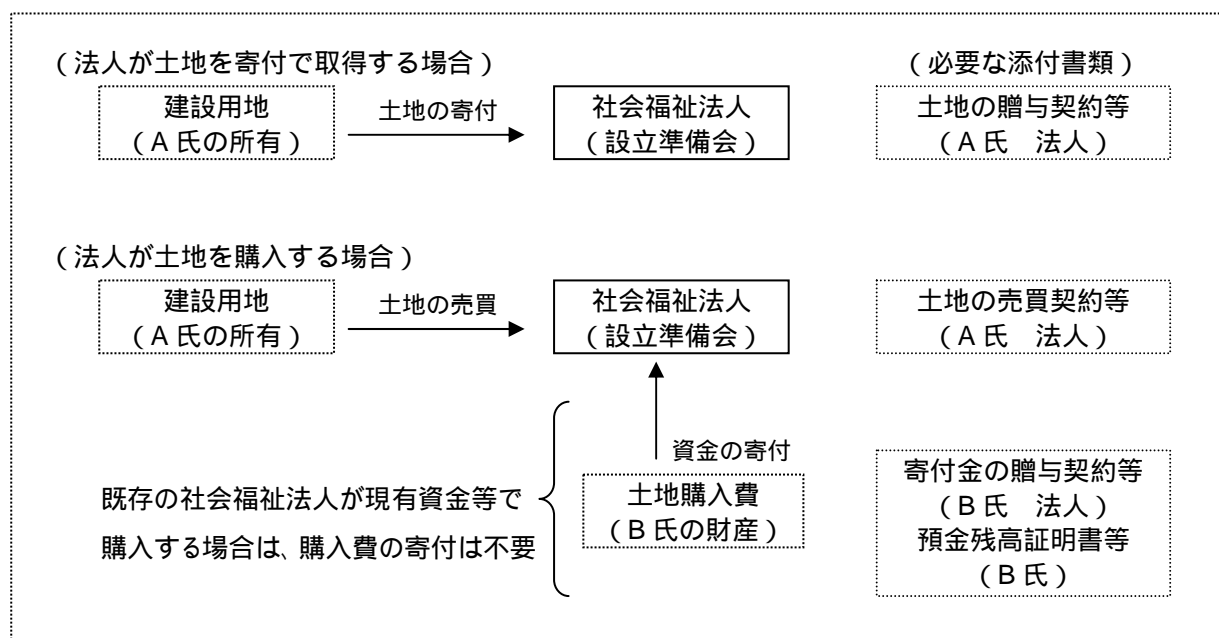 （法人が土地を寄付で取得する場合）
（必要な添付書類）
建設用地
（Ａ氏の所有）
土地の寄付
社会福祉法人
（設立準備会）
土地の贈与契約等
（Ａ氏　法人）
（法人が土地を購入する場合）
建設用地
（Ａ氏の所有）
土地の売買
社会福祉法人
（設立準備会）
土地の売買契約等
（Ａ氏　法人）
資金の寄付
既存の社会福祉法人が現有資金等で
購入する場合は、購入費の寄付は不要
土地購入費
（Ｂ氏の財産）
寄付金の贈与契約等
（Ｂ氏　法人）
預金残高証明書等
（Ｂ氏）